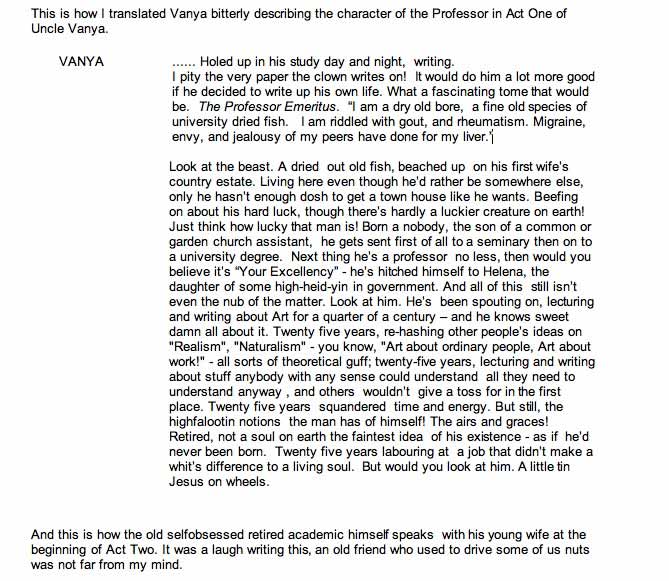 This is how I translated Vanya bitterly describing the character of the Professor in Act One of
Uncle Vanya.
VANYA ...... Holed up in his study day and night, writing.
I pity the very paper the clown writes on! It would do him a lot more good
if he decided to write up his own life. What a fascinating tome that would
be. The Professor Emeritus. “I am a dry old bore, a fine old species of
university dried fish. I am riddled with gout, and rheumatism. Migraine,
envy, and jealousy of my peers have done for my liver.”
Look at the beast. A dried out old fish, beached up on his first wife's
country estate. Living here even though he'd rather be somewhere else,
only he hasn't enough dosh to get a town house like he wants. Beefing
on about his hard luck, though there's hardly a luckier creature on earth!
Just think how lucky that man is! Born a nobody, the son of a common or
garden church assistant, he gets sent first of all to a seminary then on to
a university degree. Next thing he's a professor no less, then would you
believe it's “Your Excellency” - he's hitched himself to Helena, the
daughter of some high-heid-yin in government. And all of this still isn't
even the nub of the matter. Look at him. He's been spouting on, lecturing
and writing about Art for a quarter of a century – and he knows sweet
damn all about it. Twenty five years, re-hashing other people's ideas on
"Realism", "Naturalism" - you know, "Art about ordinary people, Art about
work!" - all sorts of theoretical guff; twenty-five years, lecturing and writing
about stuff anybody with any sense could understand all they need to
understand anyway , and others wouldn't give a toss for in the first
place. Twenty five years squandered time and energy. But still, the
highfalootin notions the man has of himself! The airs and graces!
Retired, not a soul on earth the faintest idea of his existence - as if he'd
never been born. Twenty five years labouring at a job that didn't make a
whit's difference to a living soul. But would you look at him. A little tin
Jesus on wheels.
And this is how the old selfobsessed retired academic himself speaks with his young wife at the
beginning of Act Two. It was a laugh writing this, an old friend who used to drive some of us nuts
was not far from my mind.